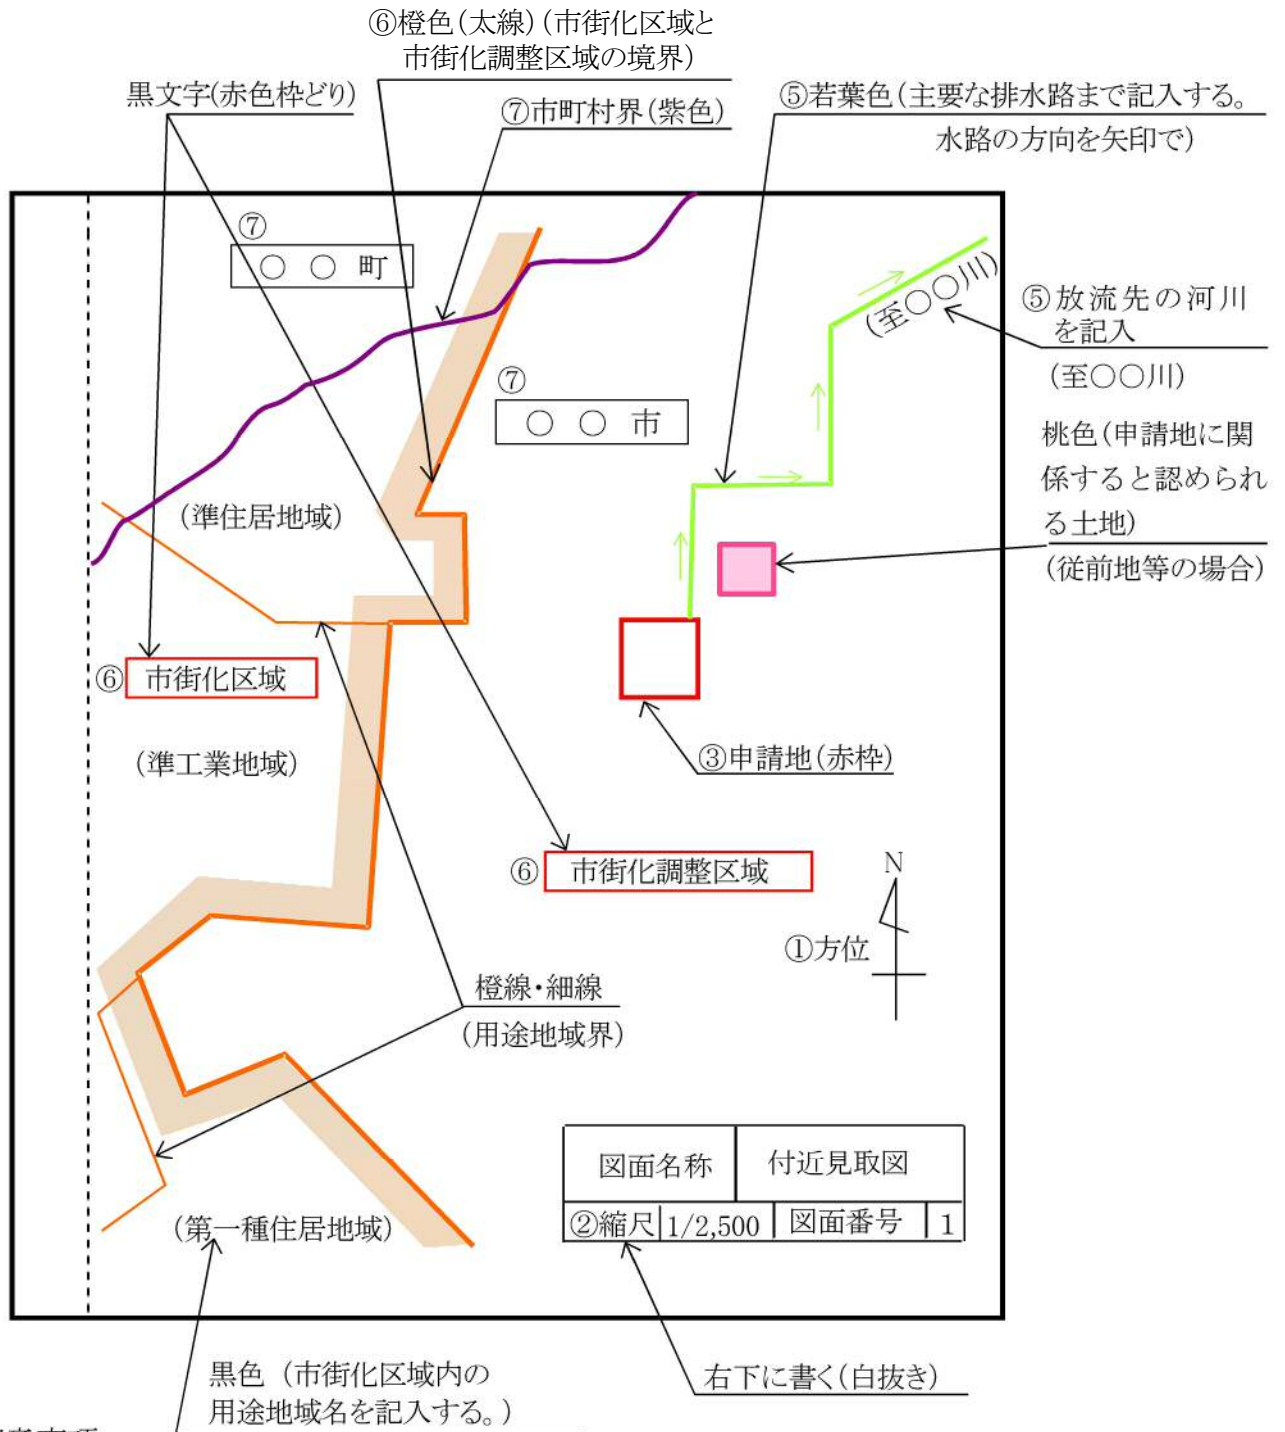 ⑥橙色(太線)(市街化区域と
市街化調整区域の境界)
黒文字(赤色枠どり)
⑦市町村界(紫色)
⑤若葉色(主要な排水路まで記入する。
水路の方向を矢印で)
⑦
○ ○ 町
(至○○川)
⑤放流先の河川
を記入
(至○○川)
⑦
○ ○ 市
桃色(申請地に関
係すると認められ
る土地)
(従前地等の場合)
(準住居地域)
⑥ 市街化区域
(準工業地域)
③申請地(赤枠)
⑥ 市街化調整区域
N
①方位
橙線・細線
(用途地域界)
図面名称 付近見取図
②縮尺 1/2,500 図面番号 1
(第一種住居地域)
黒色 (市街化区域内の
用途地域名を記入する。)
右下に書く(白抜き)